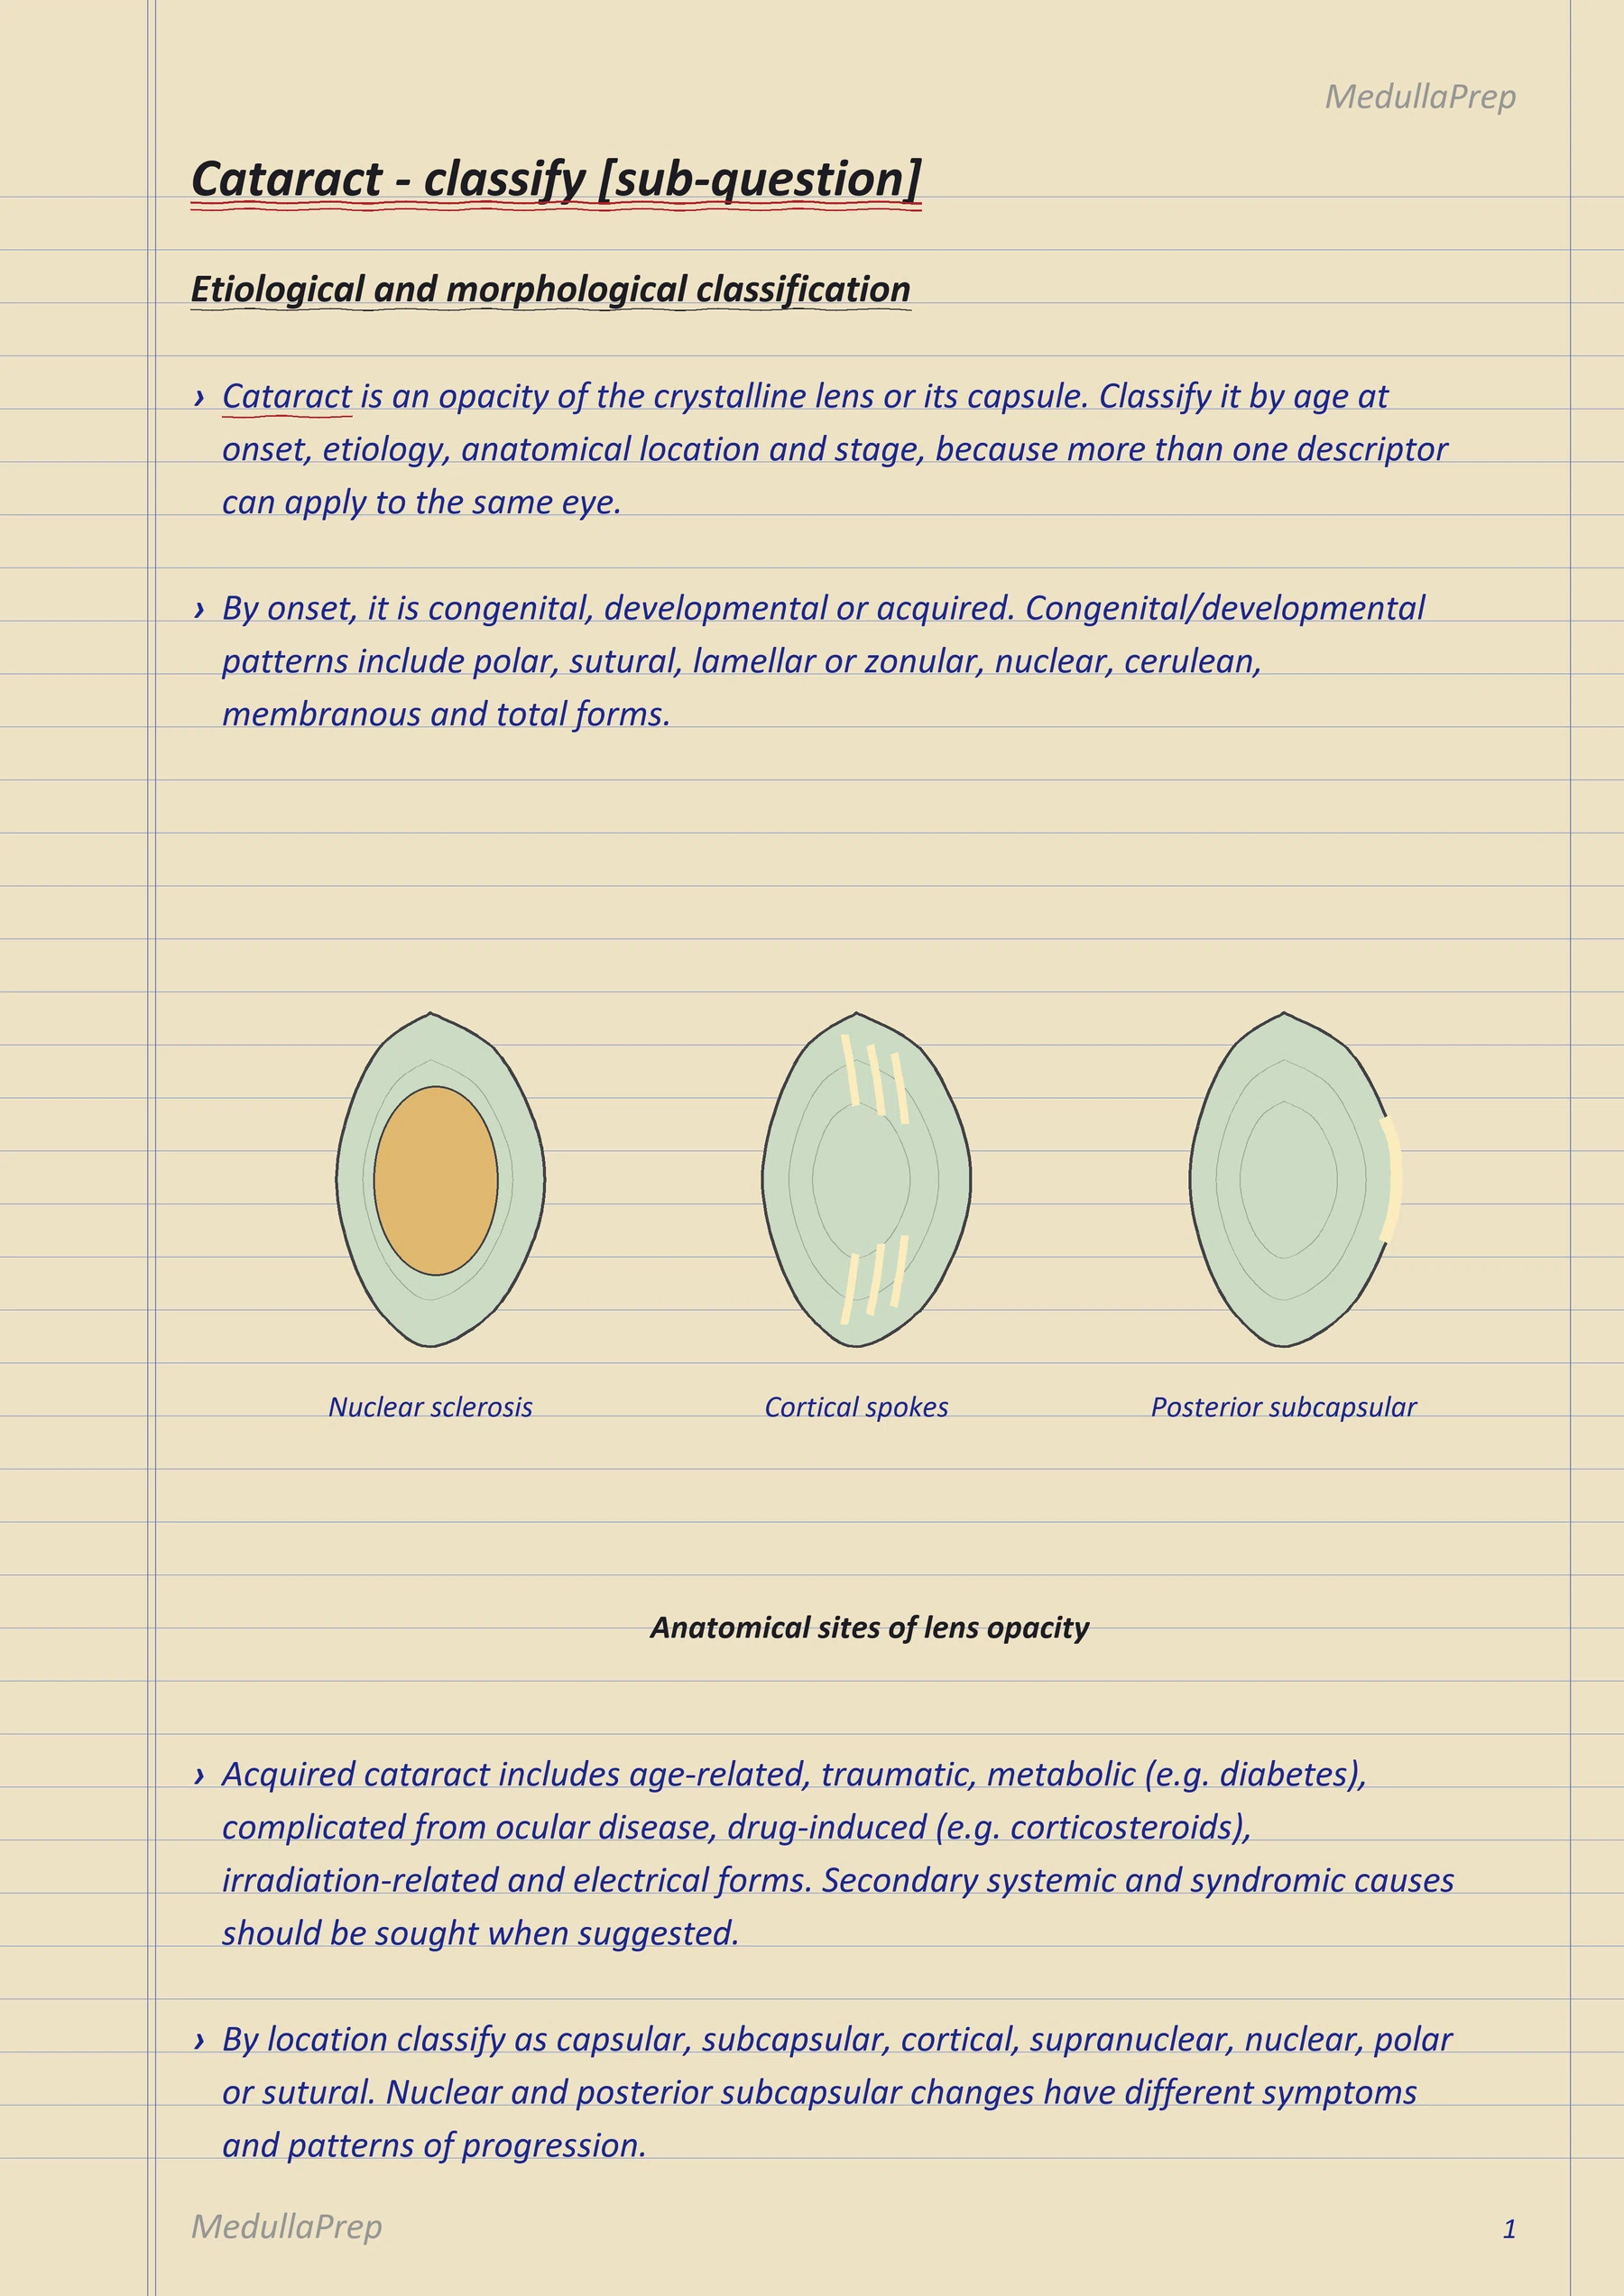 MedullaPrep
Cataract - classify [sub-question]
Etiological and morphological classification
› Cataract is an opacity of the crystalline lens or its capsule. Classify it by age at
onset, etiology, anatomical location and stage, because more than one descriptor
can apply to the same eye.
› By onset, it is congenital, developmental or acquired. Congenital/developmental
patterns include polar, sutural, lamellar or zonular, nuclear, cerulean,
membranous and total forms.
Nuclear sclerosis Cortical spokes Posterior subcapsular
Anatomical sites of lens opacity
› Acquired cataract includes age-related, traumatic, metabolic (e.g. diabetes),
complicated from ocular disease, drug-induced (e.g. corticosteroids),
irradiation-related and electrical forms. Secondary systemic and syndromic causes
should be sought when suggested.
› By location classify as capsular, subcapsular, cortical, supranuclear, nuclear, polar
or sutural. Nuclear and posterior subcapsular changes have different symptoms
and patterns of progression.
MedullaPrep 1